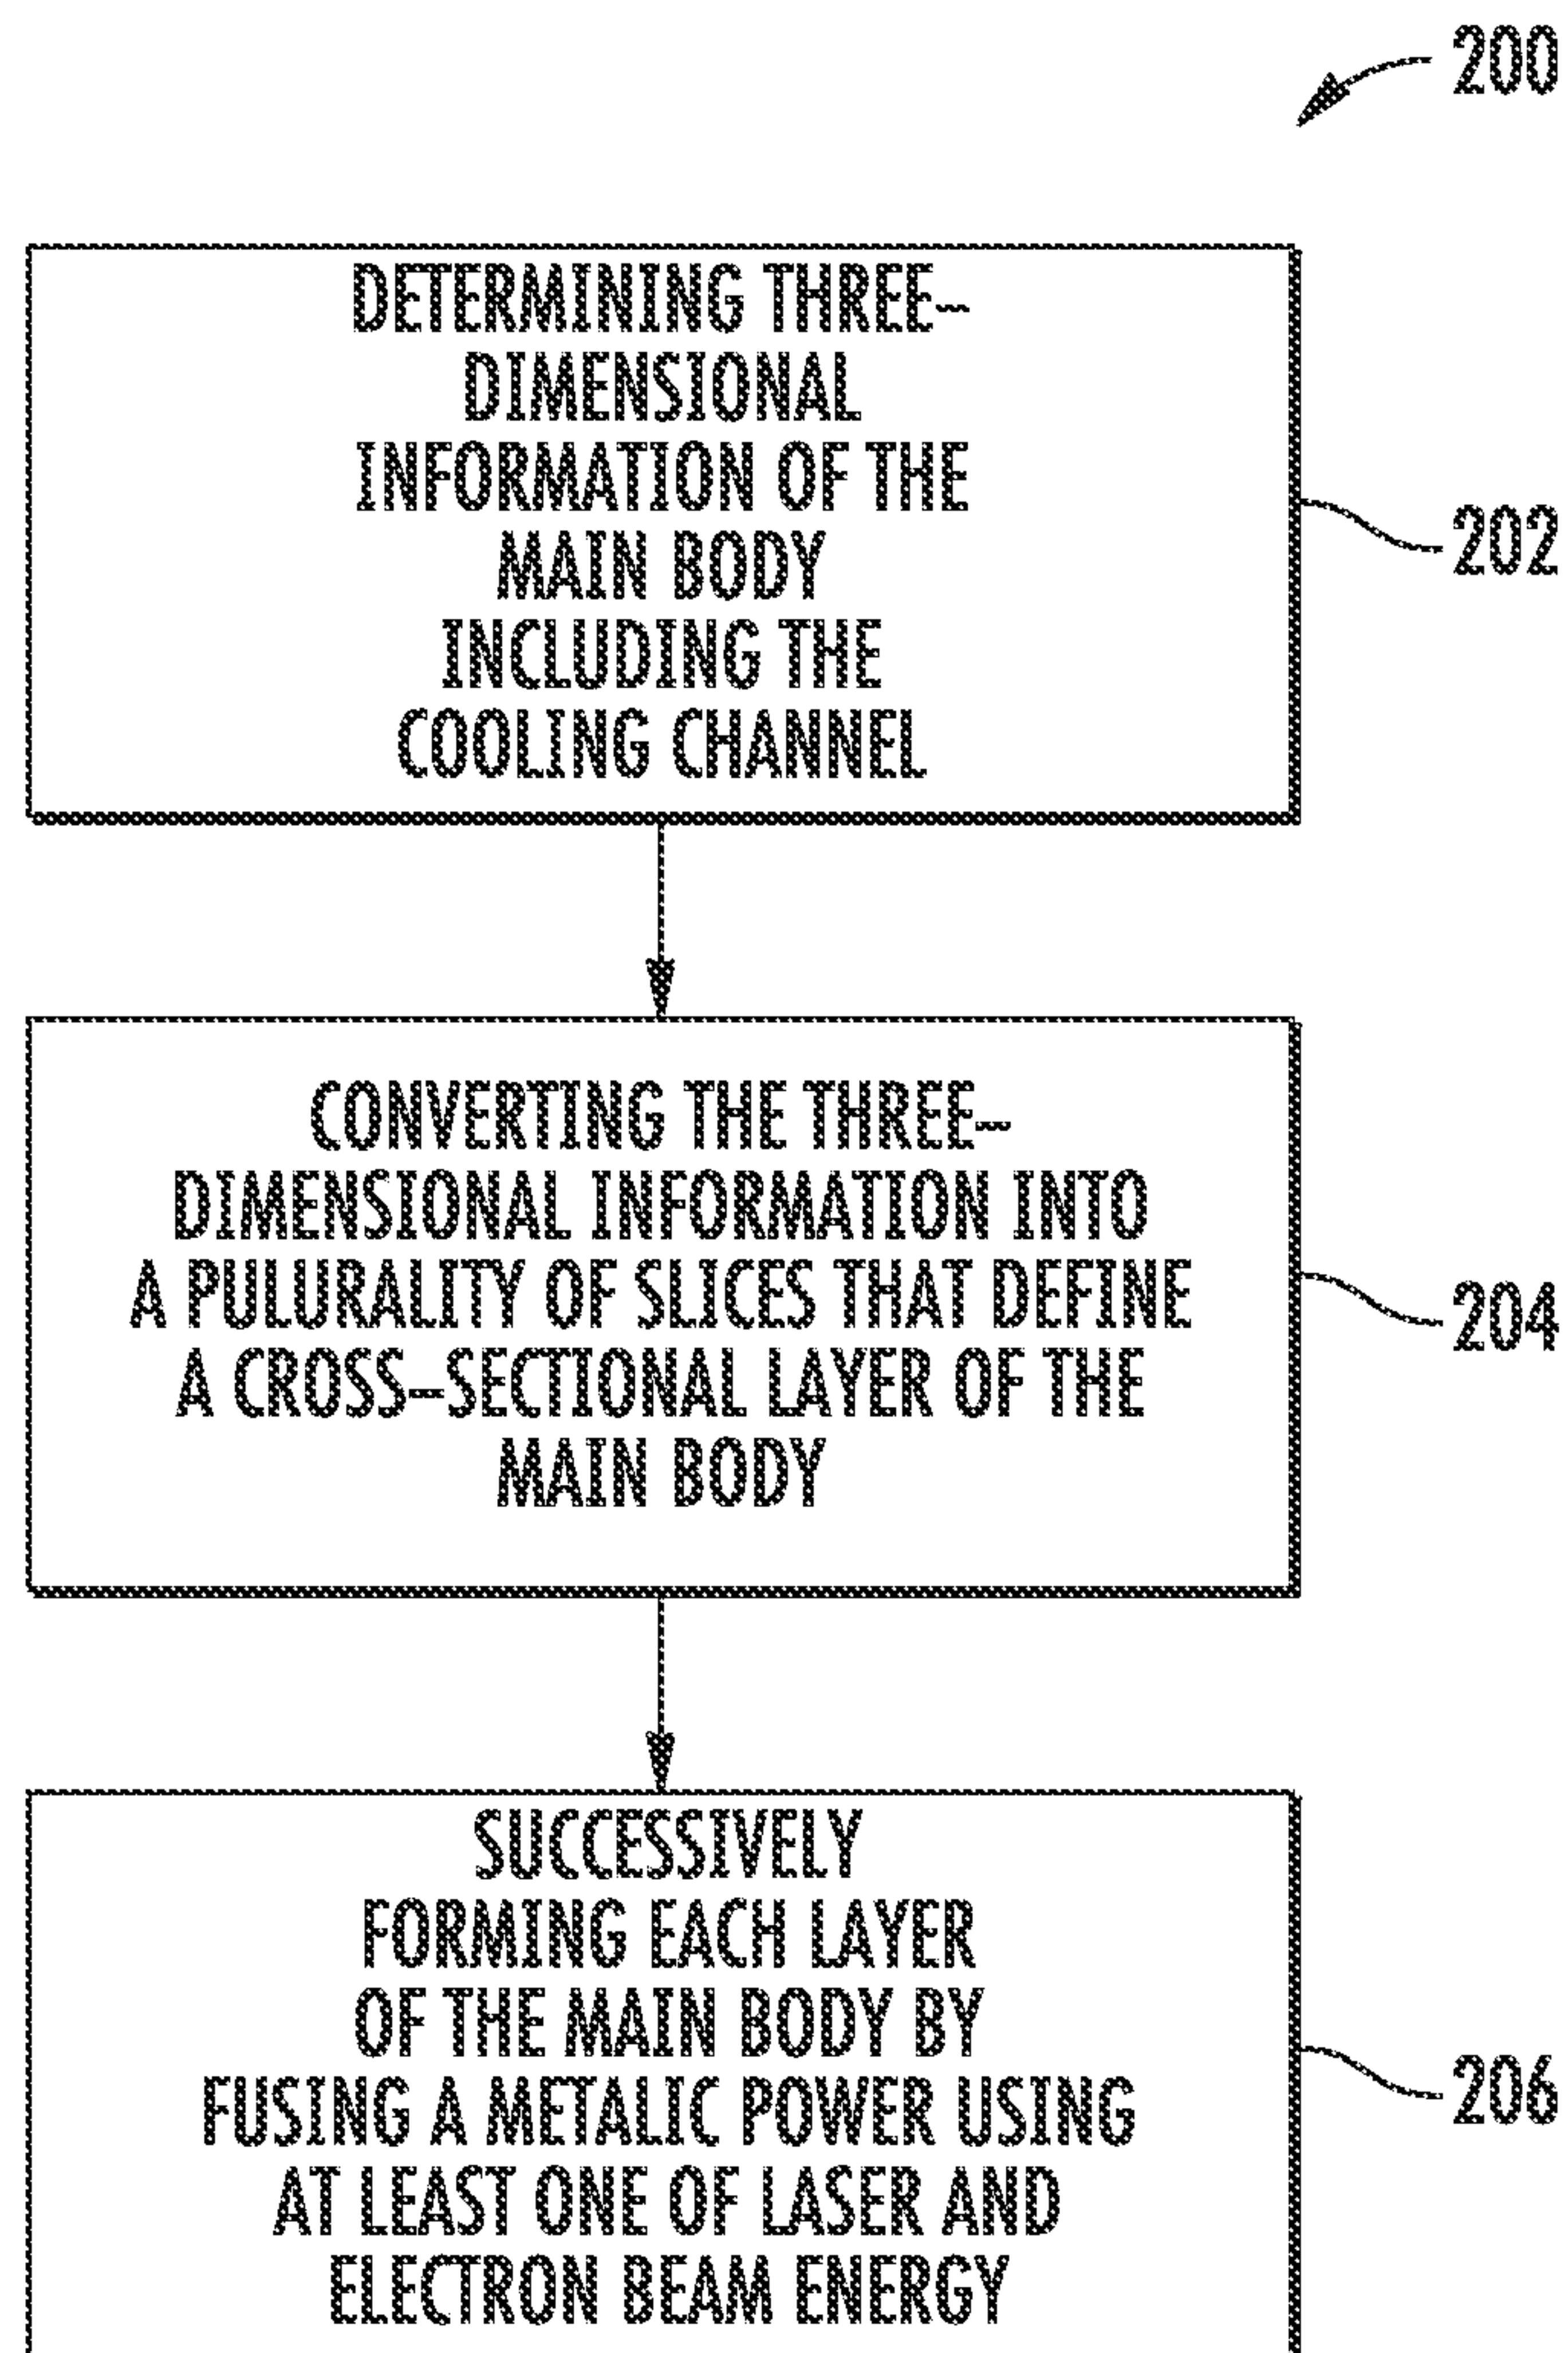 200
DETERMINING THREE-
DIMENSIONAL
INFORMATION OF THE
MAIN BODY
INCLUDING THE
COOLING CHANNEL
202
CONVERTING THE THREE-
DIMENSIONAL INFORMATION INTO
A PULURALITY OF SLICES THAT DEFINE
A CROSS-SECTIONAL LAYER OF THE
MAIN BODY
204
SUCCESSIVELY
FORMING EACH LAYER
OF THE MAIN BODY BY
FUSING A METALIC POWER USING
AT LEAST ONE OF LASER AND
ELECTRON BEAM ENERGY
206